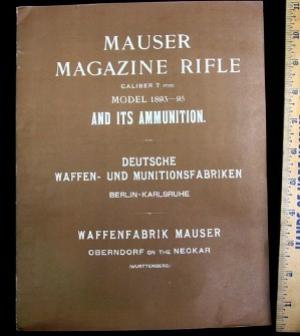 MAUSER
MAGAZINE RIFLE
CALIBER 7 mm
MODEL 1893-95
AND ITS AMMUNITION.
DEUTSCHE
WAFFEN- UND MUNITIONSFABRIKEN
BERLIN-KARLSRUHE
WAFFENFABRIK MAUSER
OBERNDORF ON THE NECKAR
(WURTTEMBERG)